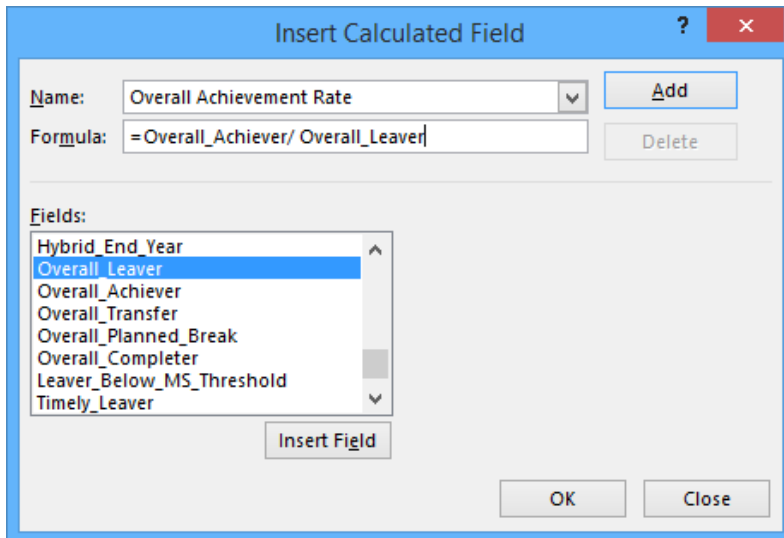 Insert Calculated Field
?
Name: Overall Achievement Rate Add
Formula: =Overall_Achiever/ Overall_Leaver Delete
Fields:
Hybrid_End_Year
Overall_Leaver
Overall_Achiever
Overall_Transfer
Overall_Planned_Break
Overall_Completer
Leaver_Below_MS_Threshold
Timely_Leaver
Insert Field
OK Close